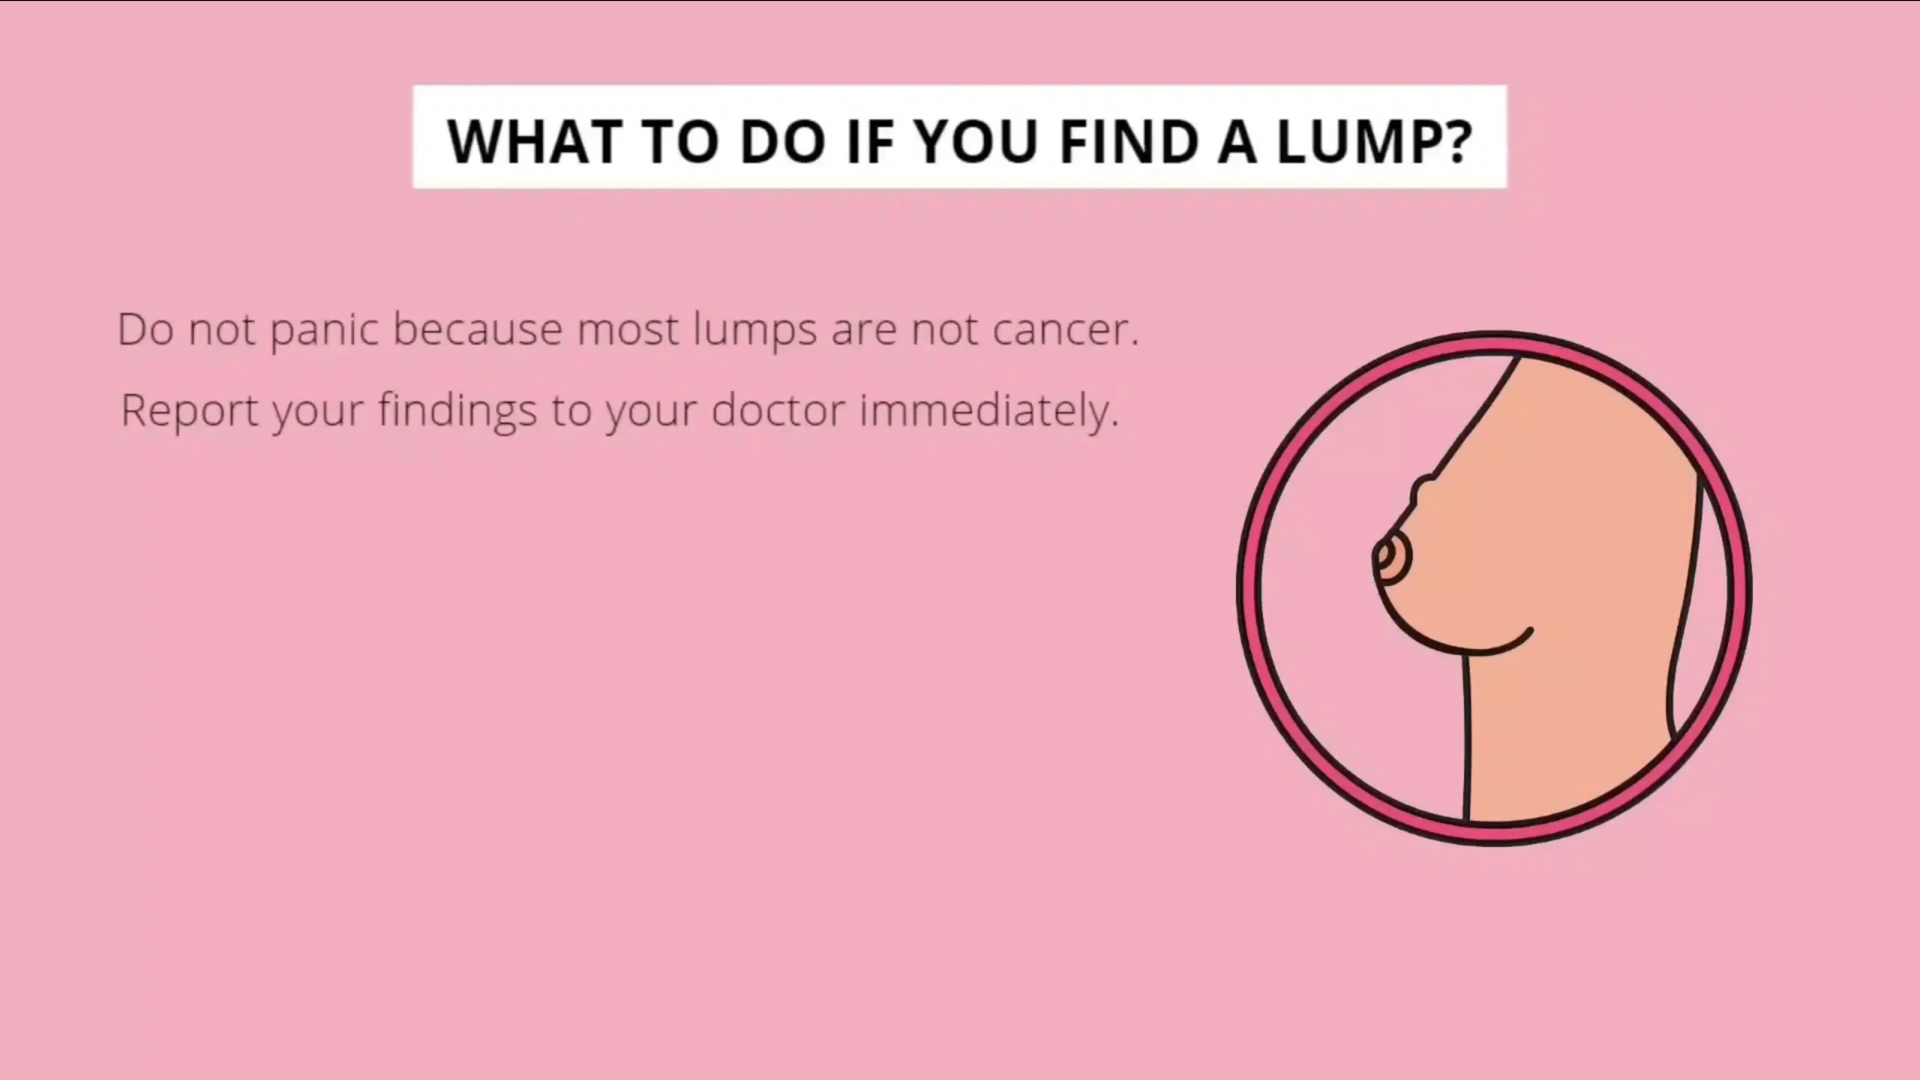 WHAT TO DO IF YOU FIND A LUMP?
Do not panic because most lumps are not cancer.
Report your findings to your doctor immediately.